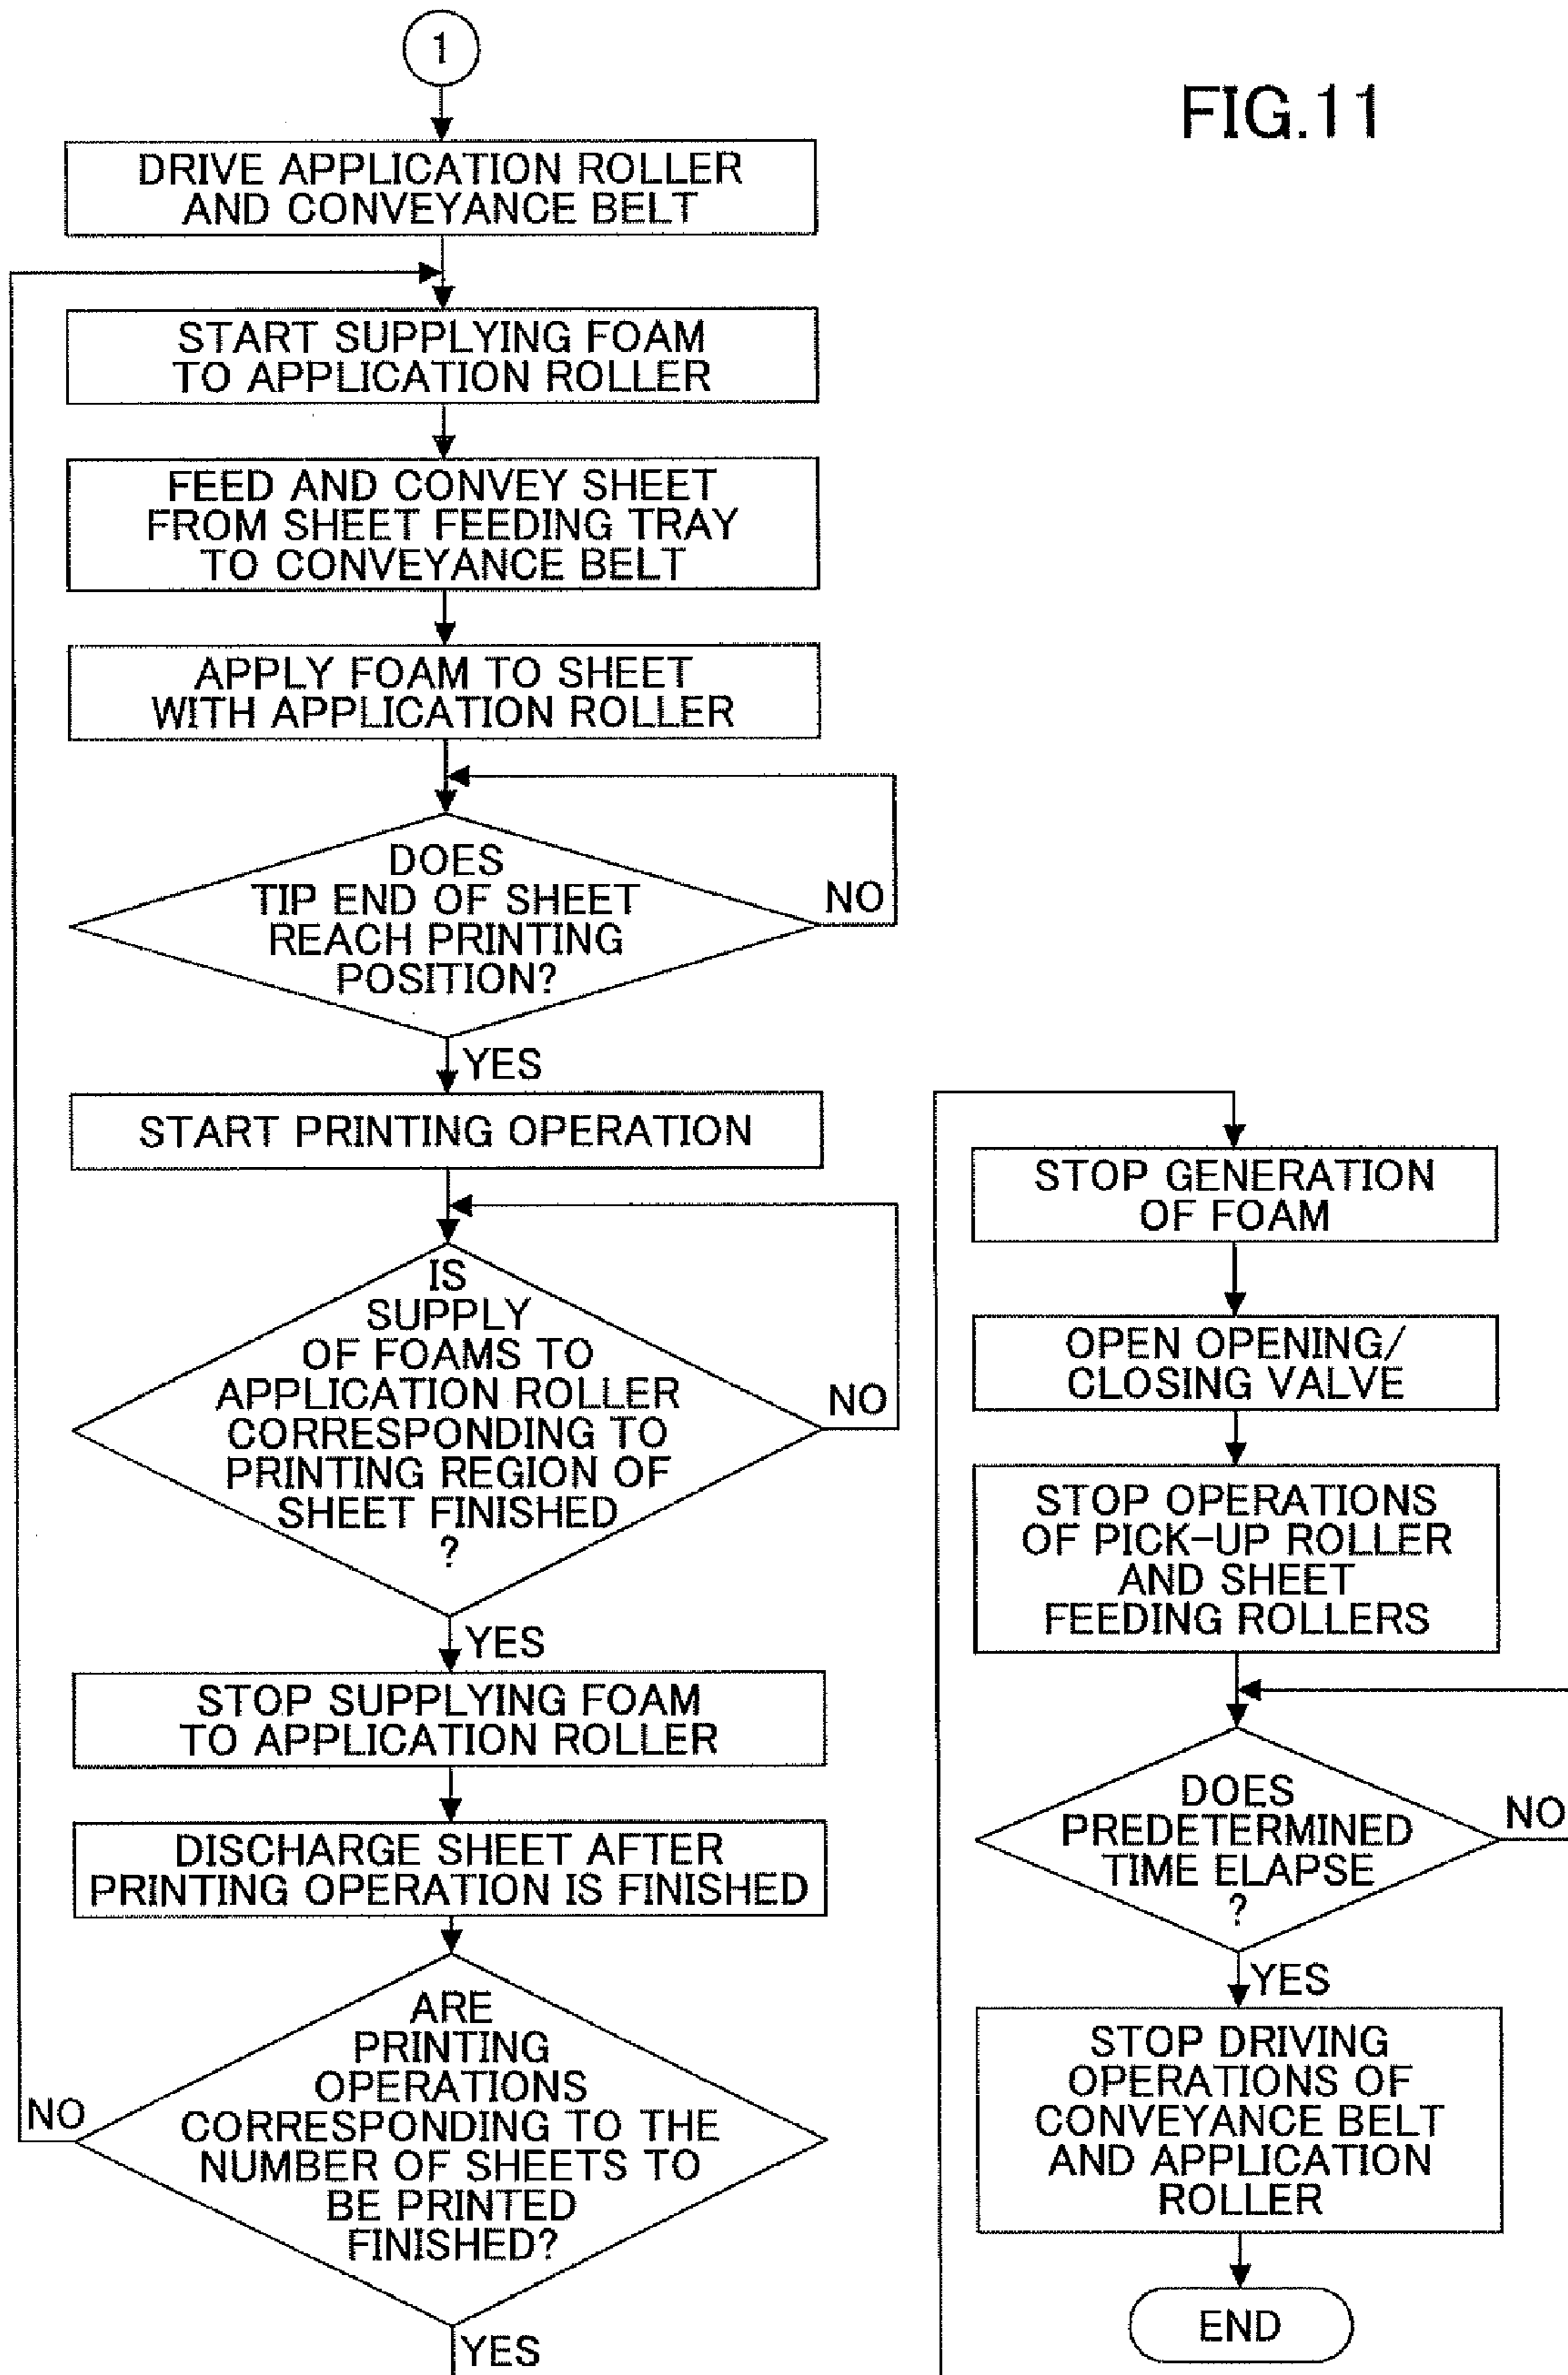 1
FIG.11
DRIVE APPLICATION ROLLER
AND CONVEYANCE BELT
START SUPPLYING FOAM
TO APPLICATION ROLLER
FEED AND CONVEY SHEET
FROM SHEET FEEDING TRAY
TO CONVEYANCE BELT
APPLY FOAM TO SHEET
WITH APPLICATION ROLLER
DOES
TIP END OF SHEET
REACH PRINTING
POSITION?
NO
YES
START PRINTING OPERATION
IS
SUPPLY
OF FOAMS TO
APPLICATION ROLLER
CORRESPONDING TO
PRINTING REGION OF
SHEET FINISHED
?
NO
YES
STOP SUPPLYING FOAM
TO APPLICATION ROLLER
DISCHARGE SHEET AFTER
PRINTING OPERATION IS FINISHED
ARE
PRINTING
OPERATIONS
CORRESPONDING TO THE
NUMBER OF SHEETS TO
BE PRINTED
FINISHED?
NO
YES
STOP GENERATION
OF FOAM
OPEN OPENING/
CLOSING VALVE
STOP OPERATIONS
OF PICK-UP ROLLER
AND SHEET
FEEDING ROLLERS
DOES
PREDETERMINED
TIME ELAPSE
?
NO
YES
STOP DRIVING
OPERATIONS OF
CONVEYANCE BELT
AND APPLICATION
ROLLER
END